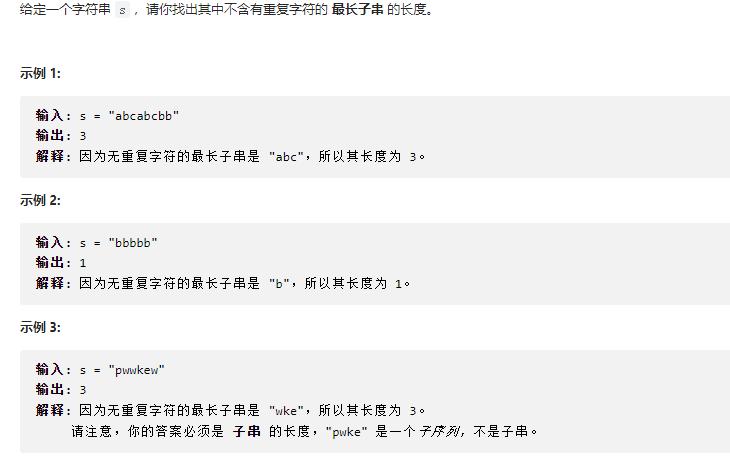 给定一个字符串 s ，请你找出其中不含有重复字符的 最长子串 的长度。
示例 1:
输入: s = "abcabcbb"
输出: 3
解释: 因为无重复字符的最长子串是 "abc"，所以其长度为 3。
示例 2:
输入: s = "bbbbb"
输出: 1
解释: 因为无重复字符的最长子串是 "b"，所以其长度为 1。
示例 3:
输入: s = "pwwkew"
输出: 3
解释: 因为无重复字符的最长子串是 "wke"，所以其长度为 3。
请注意，你的答案必须是 子串 的长度，"pwke" 是一个子序列，不是子串。